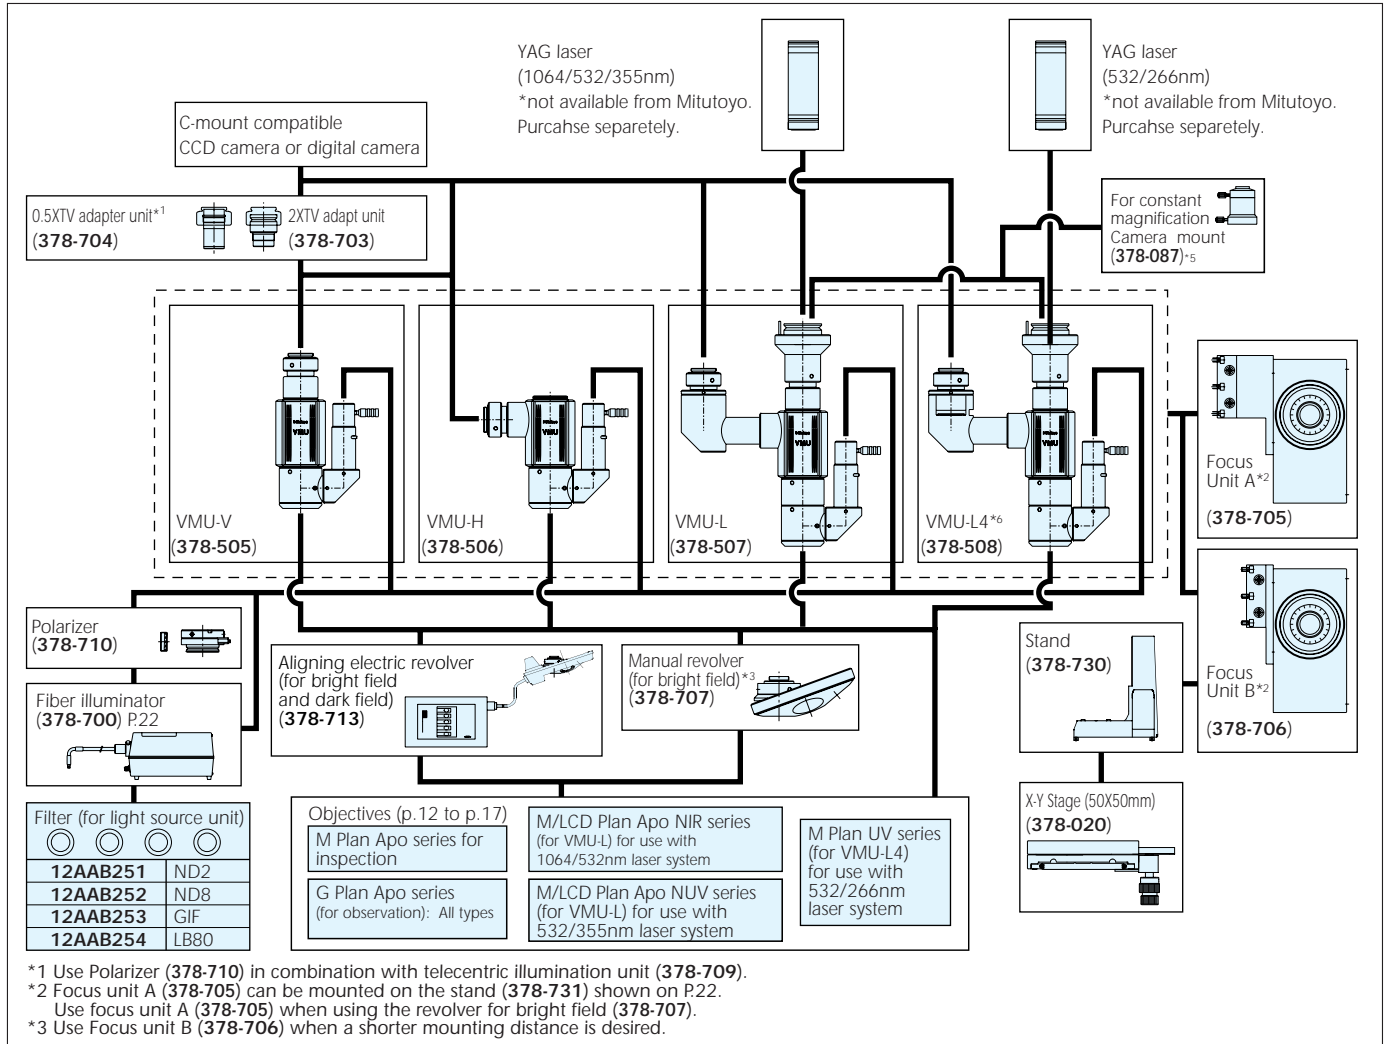 YAG laser
(1064/532/355nm)
*not available from Mitutoyo.
Purcahse separetely.
YAG laser
(532/266nm)
*not available from Mitutoyo.
Purcahse separetely.
C-mount compatible
CCD camera or digital camera
0.5XTV adapter unit*1
(378-704)
2XTV adapt unit
(378-703)
For constant
magnification
Camera mount
(378-087)*5
VMU
VMU-V
(378-505)
VMU
VMU-H
(378-506)
VMU
VMU-L
(378-507)
VMU
VMU-L4*6
(378-508)
Focus
Unit A*2
(378-705)
Focus
Unit B*2
(378-706)
Polarizer
(378-710)
Fiber illuminator
(378-700) P.22
Aligning electric revolver
(for bright field
and dark field)
(378-713)
Manual revolver
(for bright field)*3
(378-707)
Stand
(378-730)
X-Y Stage (50X50mm)
(378-020)
Filter (for light source unit)
12AAB251 ND2
12AAB252 ND8
12AAB253 GIF
12AAB254 LB80
Objectives (p.12 to p.17)
M Plan Apo series for
inspection
G Plan Apo series
(for observation): All types
M/LCD Plan Apo NIR series
(for VMU-L) for use with
1064/532nm laser system
M/LCD Plan Apo NUV series
(for VMU-L) for use with
532/355nm laser system
M Plan UV series
(for VMU-L4)
for use with
532/266nm
laser system
*1 Use Polarizer (378-710) in combination with telecentric illumination unit (378-709).
*2 Focus unit A (378-705) can be mounted on the stand (378-731) shown on P.22.
Use focus unit A (378-705) when using the revolver for bright field (378-707).
*3 Use Focus unit B (378-706) when a shorter mounting distance is desired.